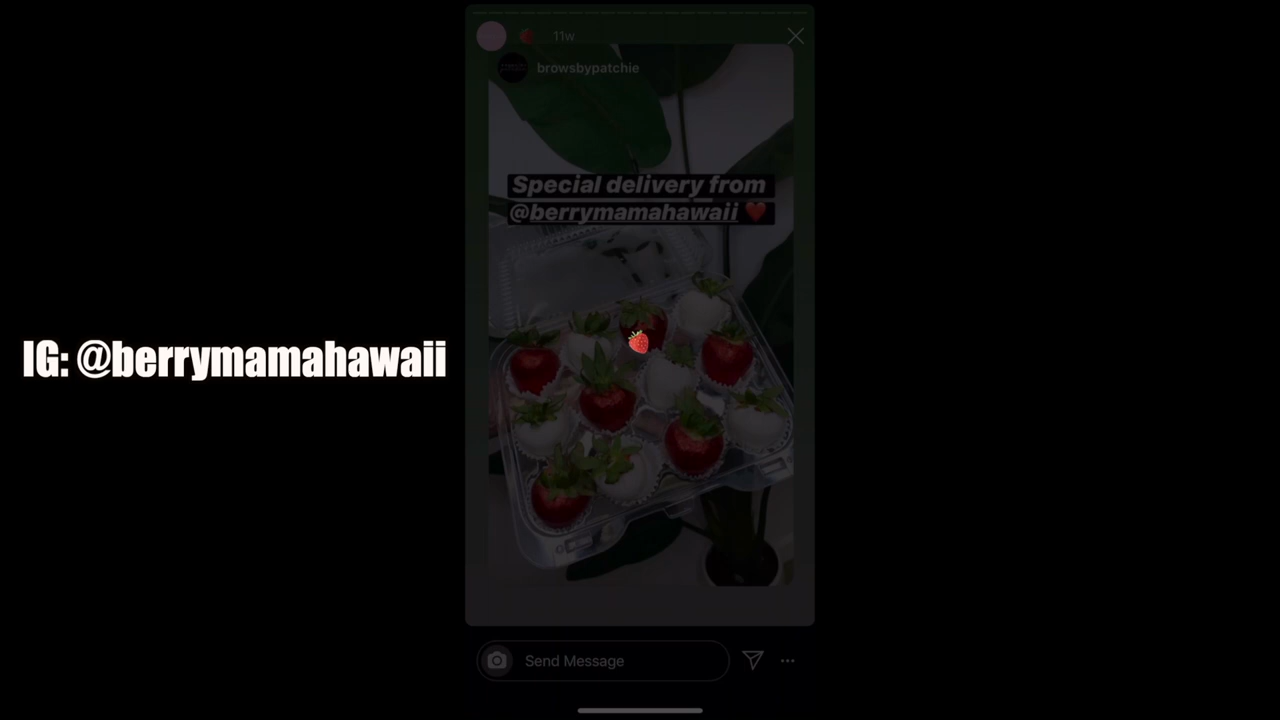 11w
browsbypatchie
Special delivery from
@berrymamahawaii ❤️
IG: @berrymamahawaii
Send Message